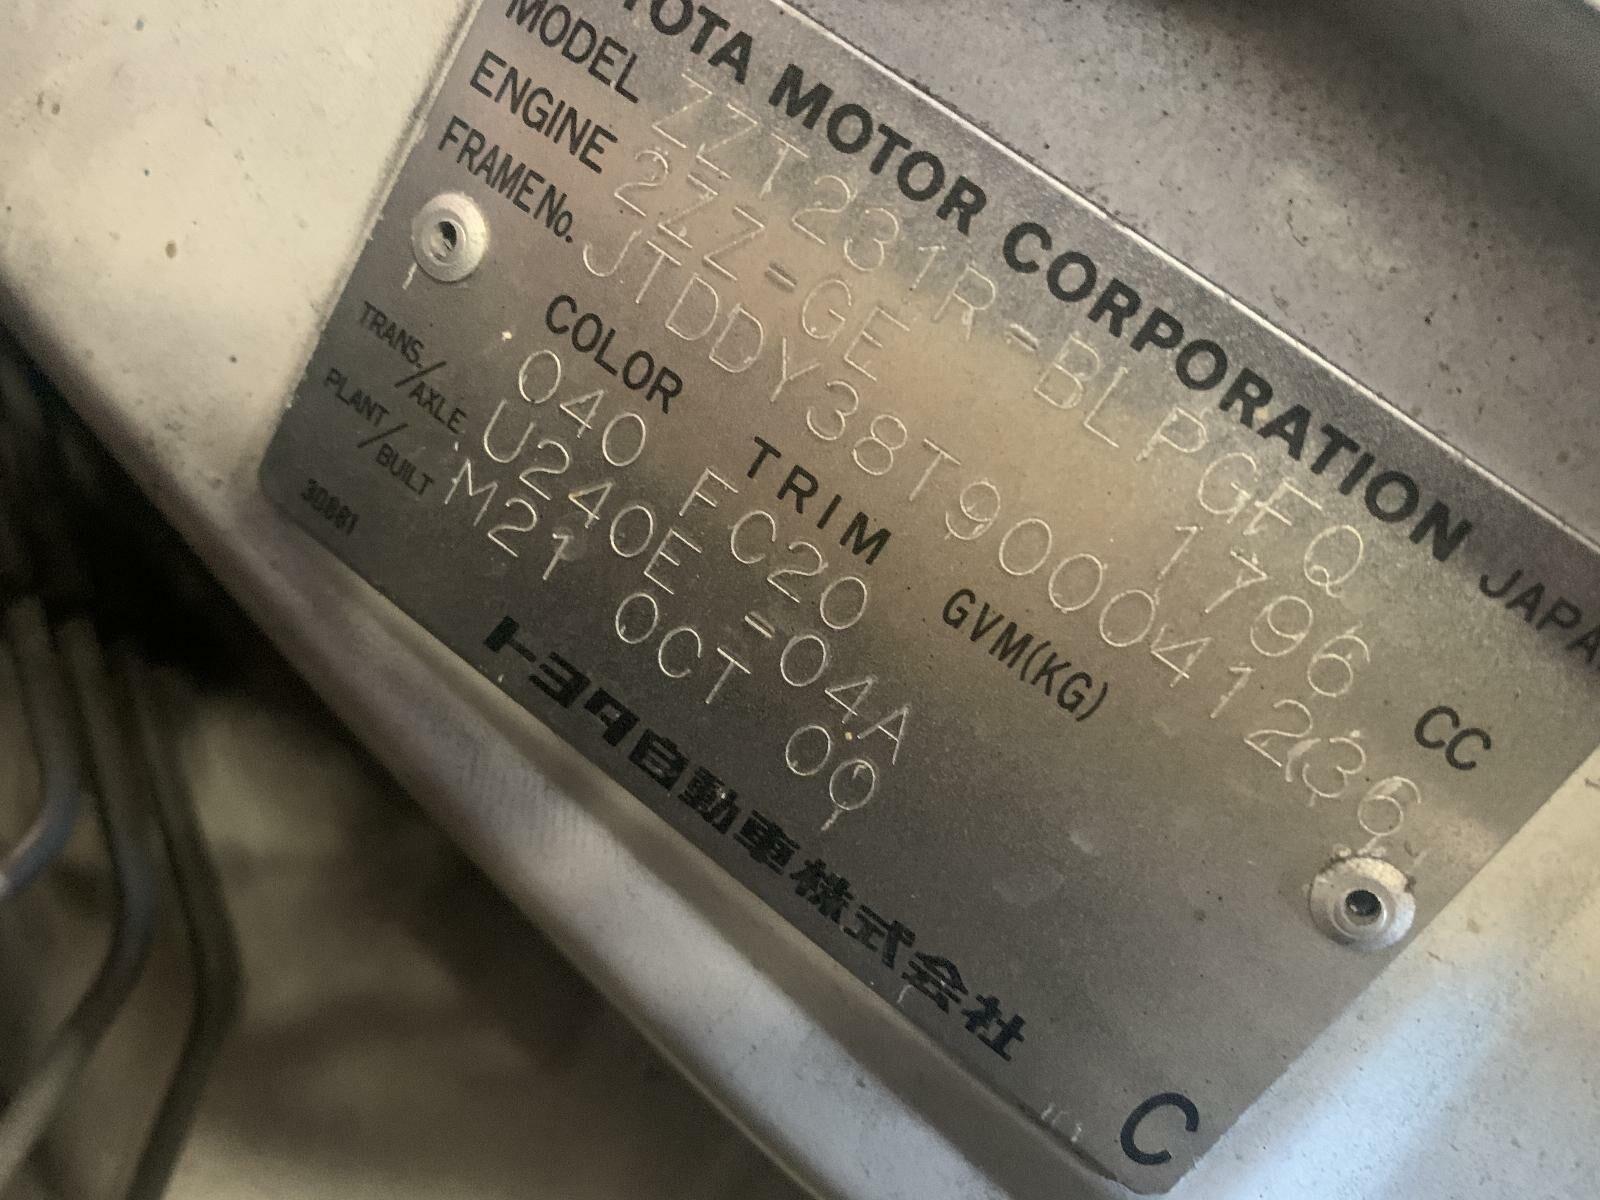 TOYOTA MOTOR CORPORATION JAPAN
MODEL ZZT231R-BLPGFQ
ENGINE 2ZZ-GE 1796 CC
FRAME No. JTDDY38T900041236
COLOR TRIM GVM(KG)
040 FC20
TRANS./AXLE U240E -04A
PLANT/BUILT M21 OCT 00
30881
トヨタ自動車株式会社
C